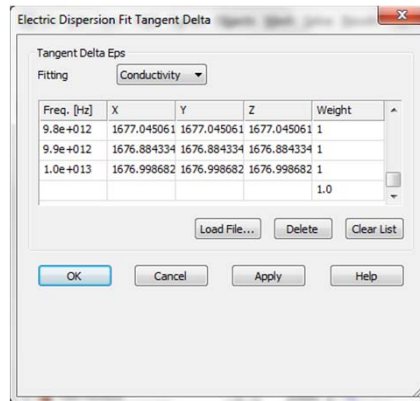 Electric Dispersion Fit Tangent Delta
Tangent Delta Eps
Fitting Conductivity
Freq. [Hz] X Y Z Weight
9.8e+012 1677.045061 1677.045061 1677.045061 1
9.9e+012 1676.884334 1676.884334 1676.884334 1
1.0e+013 1676.998682 1676.998682 1676.998682 1
1.0
Load File... Delete Clear List
OK Cancel Apply Help